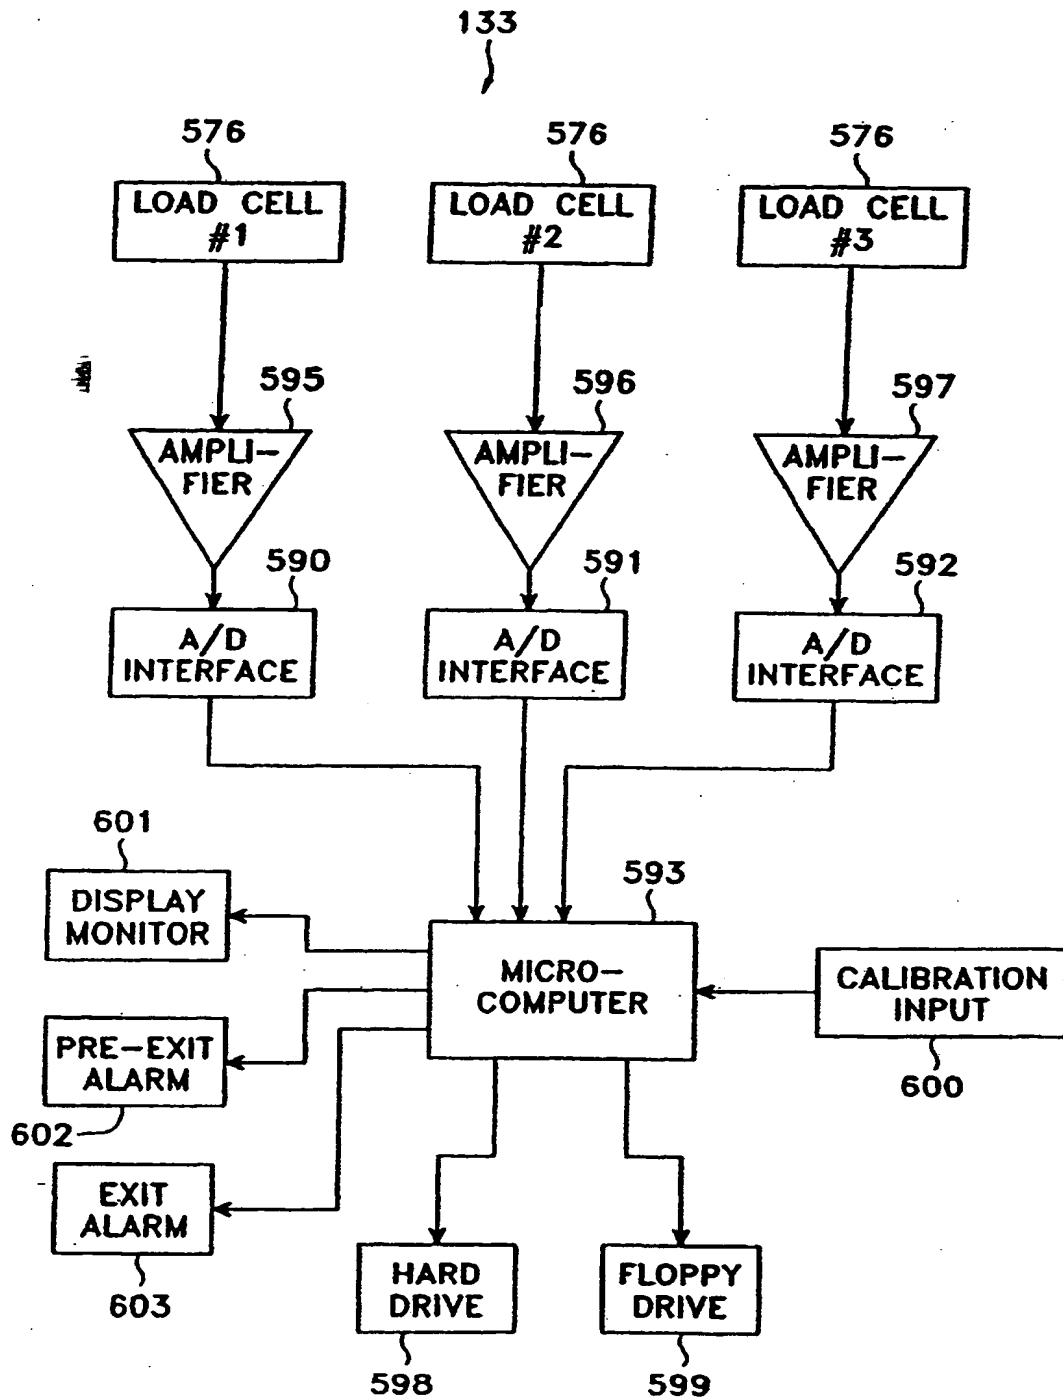 133
576 576 576
LOAD CELL
#1
LOAD CELL
#2
LOAD CELL
#3
595 596 597
AMPLI-
FIER
AMPLI-
FIER
AMPLI-
FIER
590 591 592
A/D
INTERFACE
A/D
INTERFACE
A/D
INTERFACE
601
DISPLAY
MONITOR
593
MICRO-
COMPUTER
CALIBRATION
INPUT
600
PRE-EXIT
ALARM
602
EXIT
ALARM
603
HARD
DRIVE
598
FLOPPY
DRIVE
599